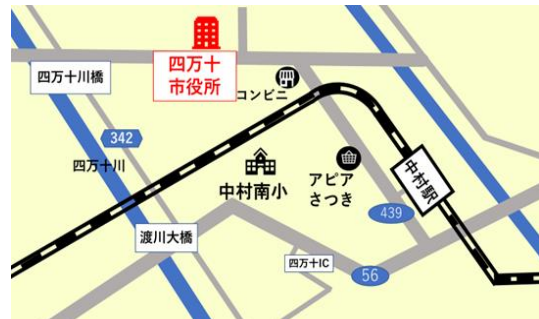 四万十
市役所
四万十川橋
コンビニ
342
四万十川
中村南小
アピア
さつき
中村駅
439
渡川大橋
四万十IC
56